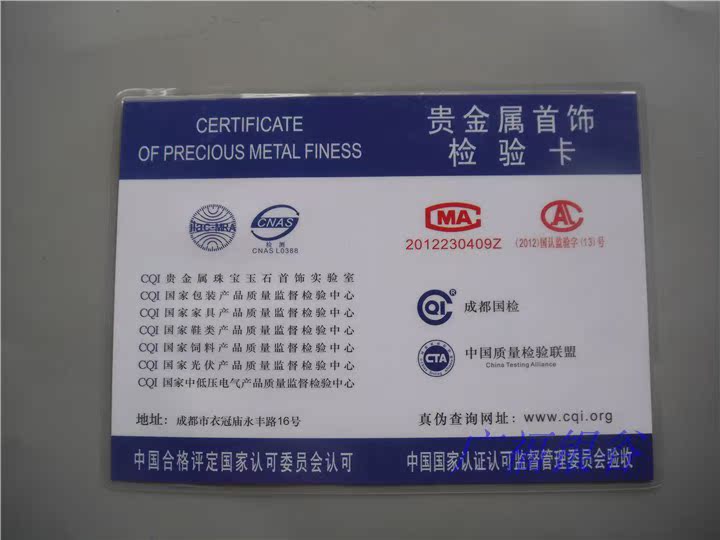 CERTIFICATE
OF PRECIOUS METAL FINESS
贵金属首饰
检验卡
ilac-MRA
CNAS
检测
CNAS L0368
MA
2012230409Z
AL
(2012)国认监验字(13)号
CQI 贵金属珠宝玉石首饰实验室
CQI 国家包装产品质量监督检验中心
CQI 国家家具产品质量监督检验中心
CQI 国家鞋类产品质量监督检验中心
CQI 国家饲料产品质量监督检验中心
CQI 国家光伏产品质量监督检验中心
CQI 国家中低压电气产品质量监督检验中心
CQI
®
成都国检
CTA
中国质量检验联盟
China Testing Alliance
地址：成都市衣冠庙永丰路16号
真伪查询网址：www.cqi.org
中国合格评定国家认可委员会认可
中国国家认证认可监督管理委员会验收